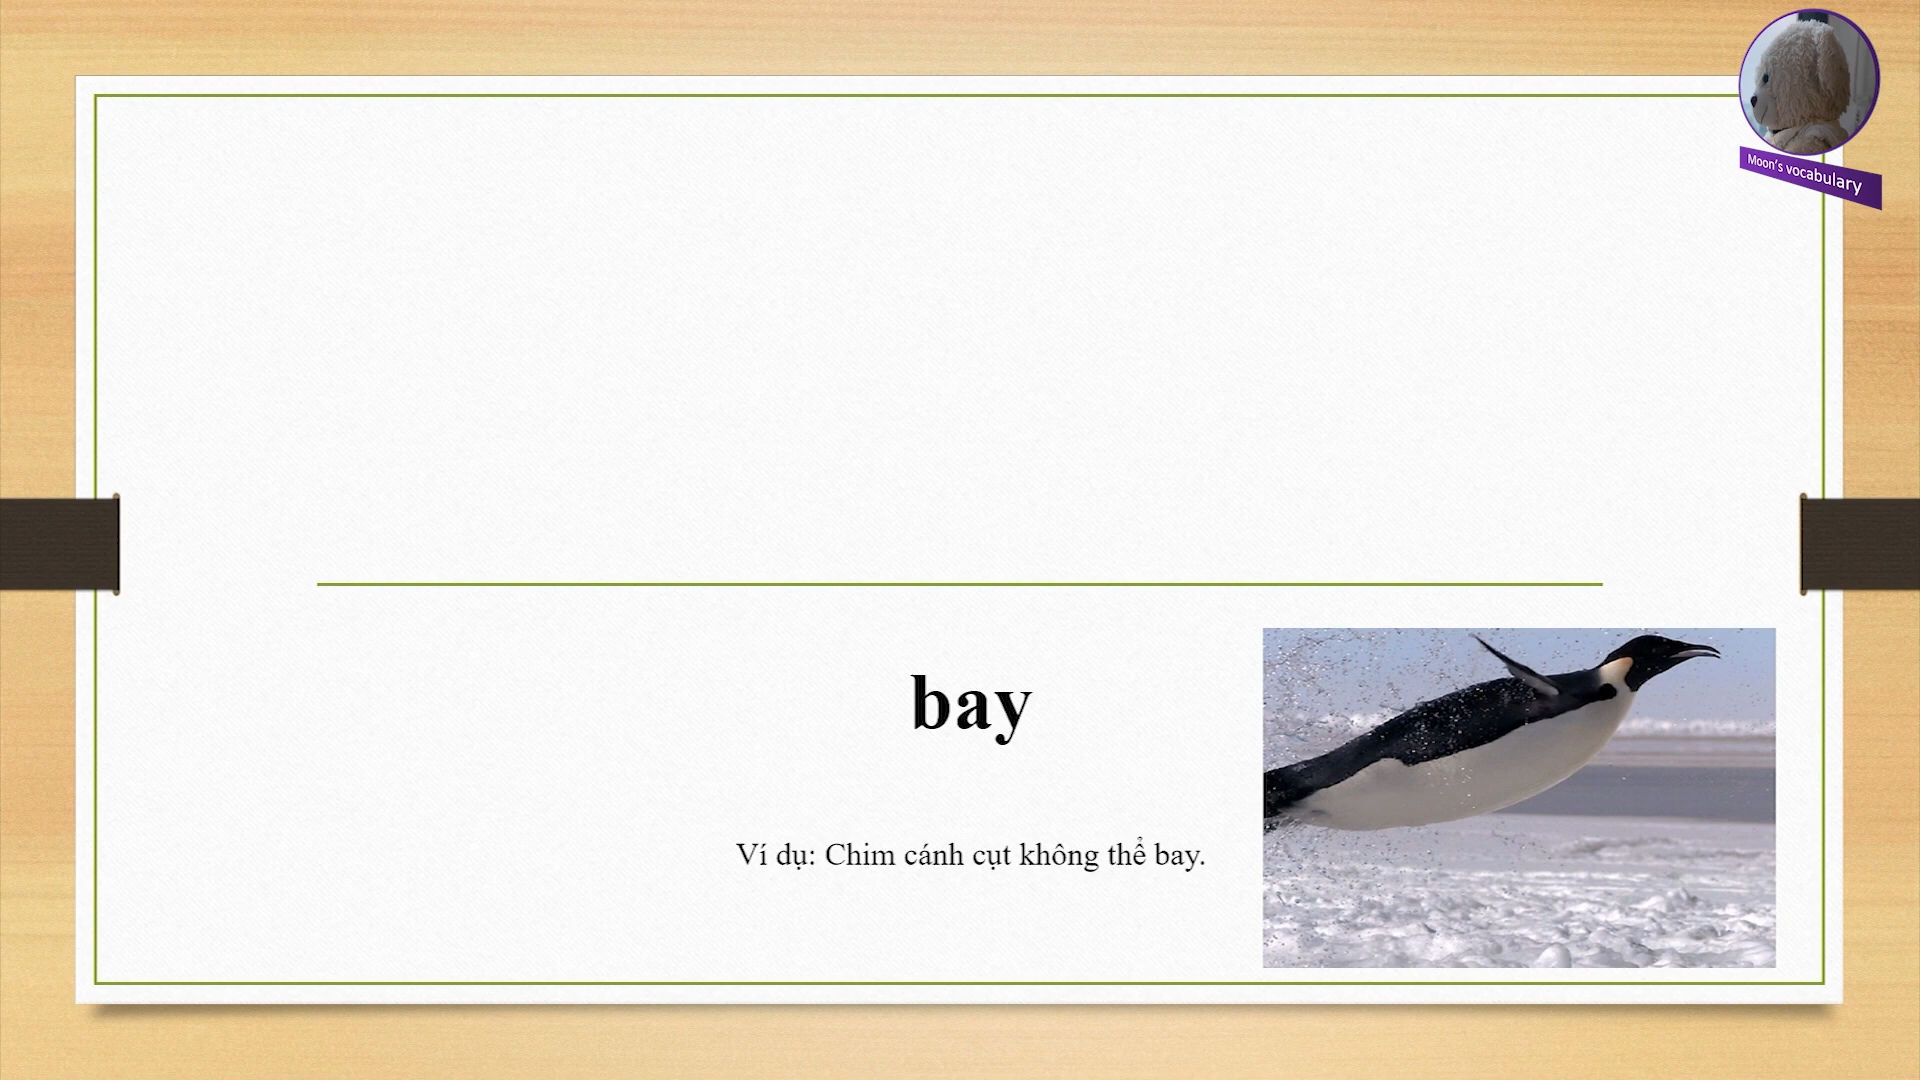 Moon's vocabulary
bay
Ví dụ: Chim cánh cụt không thể bay.